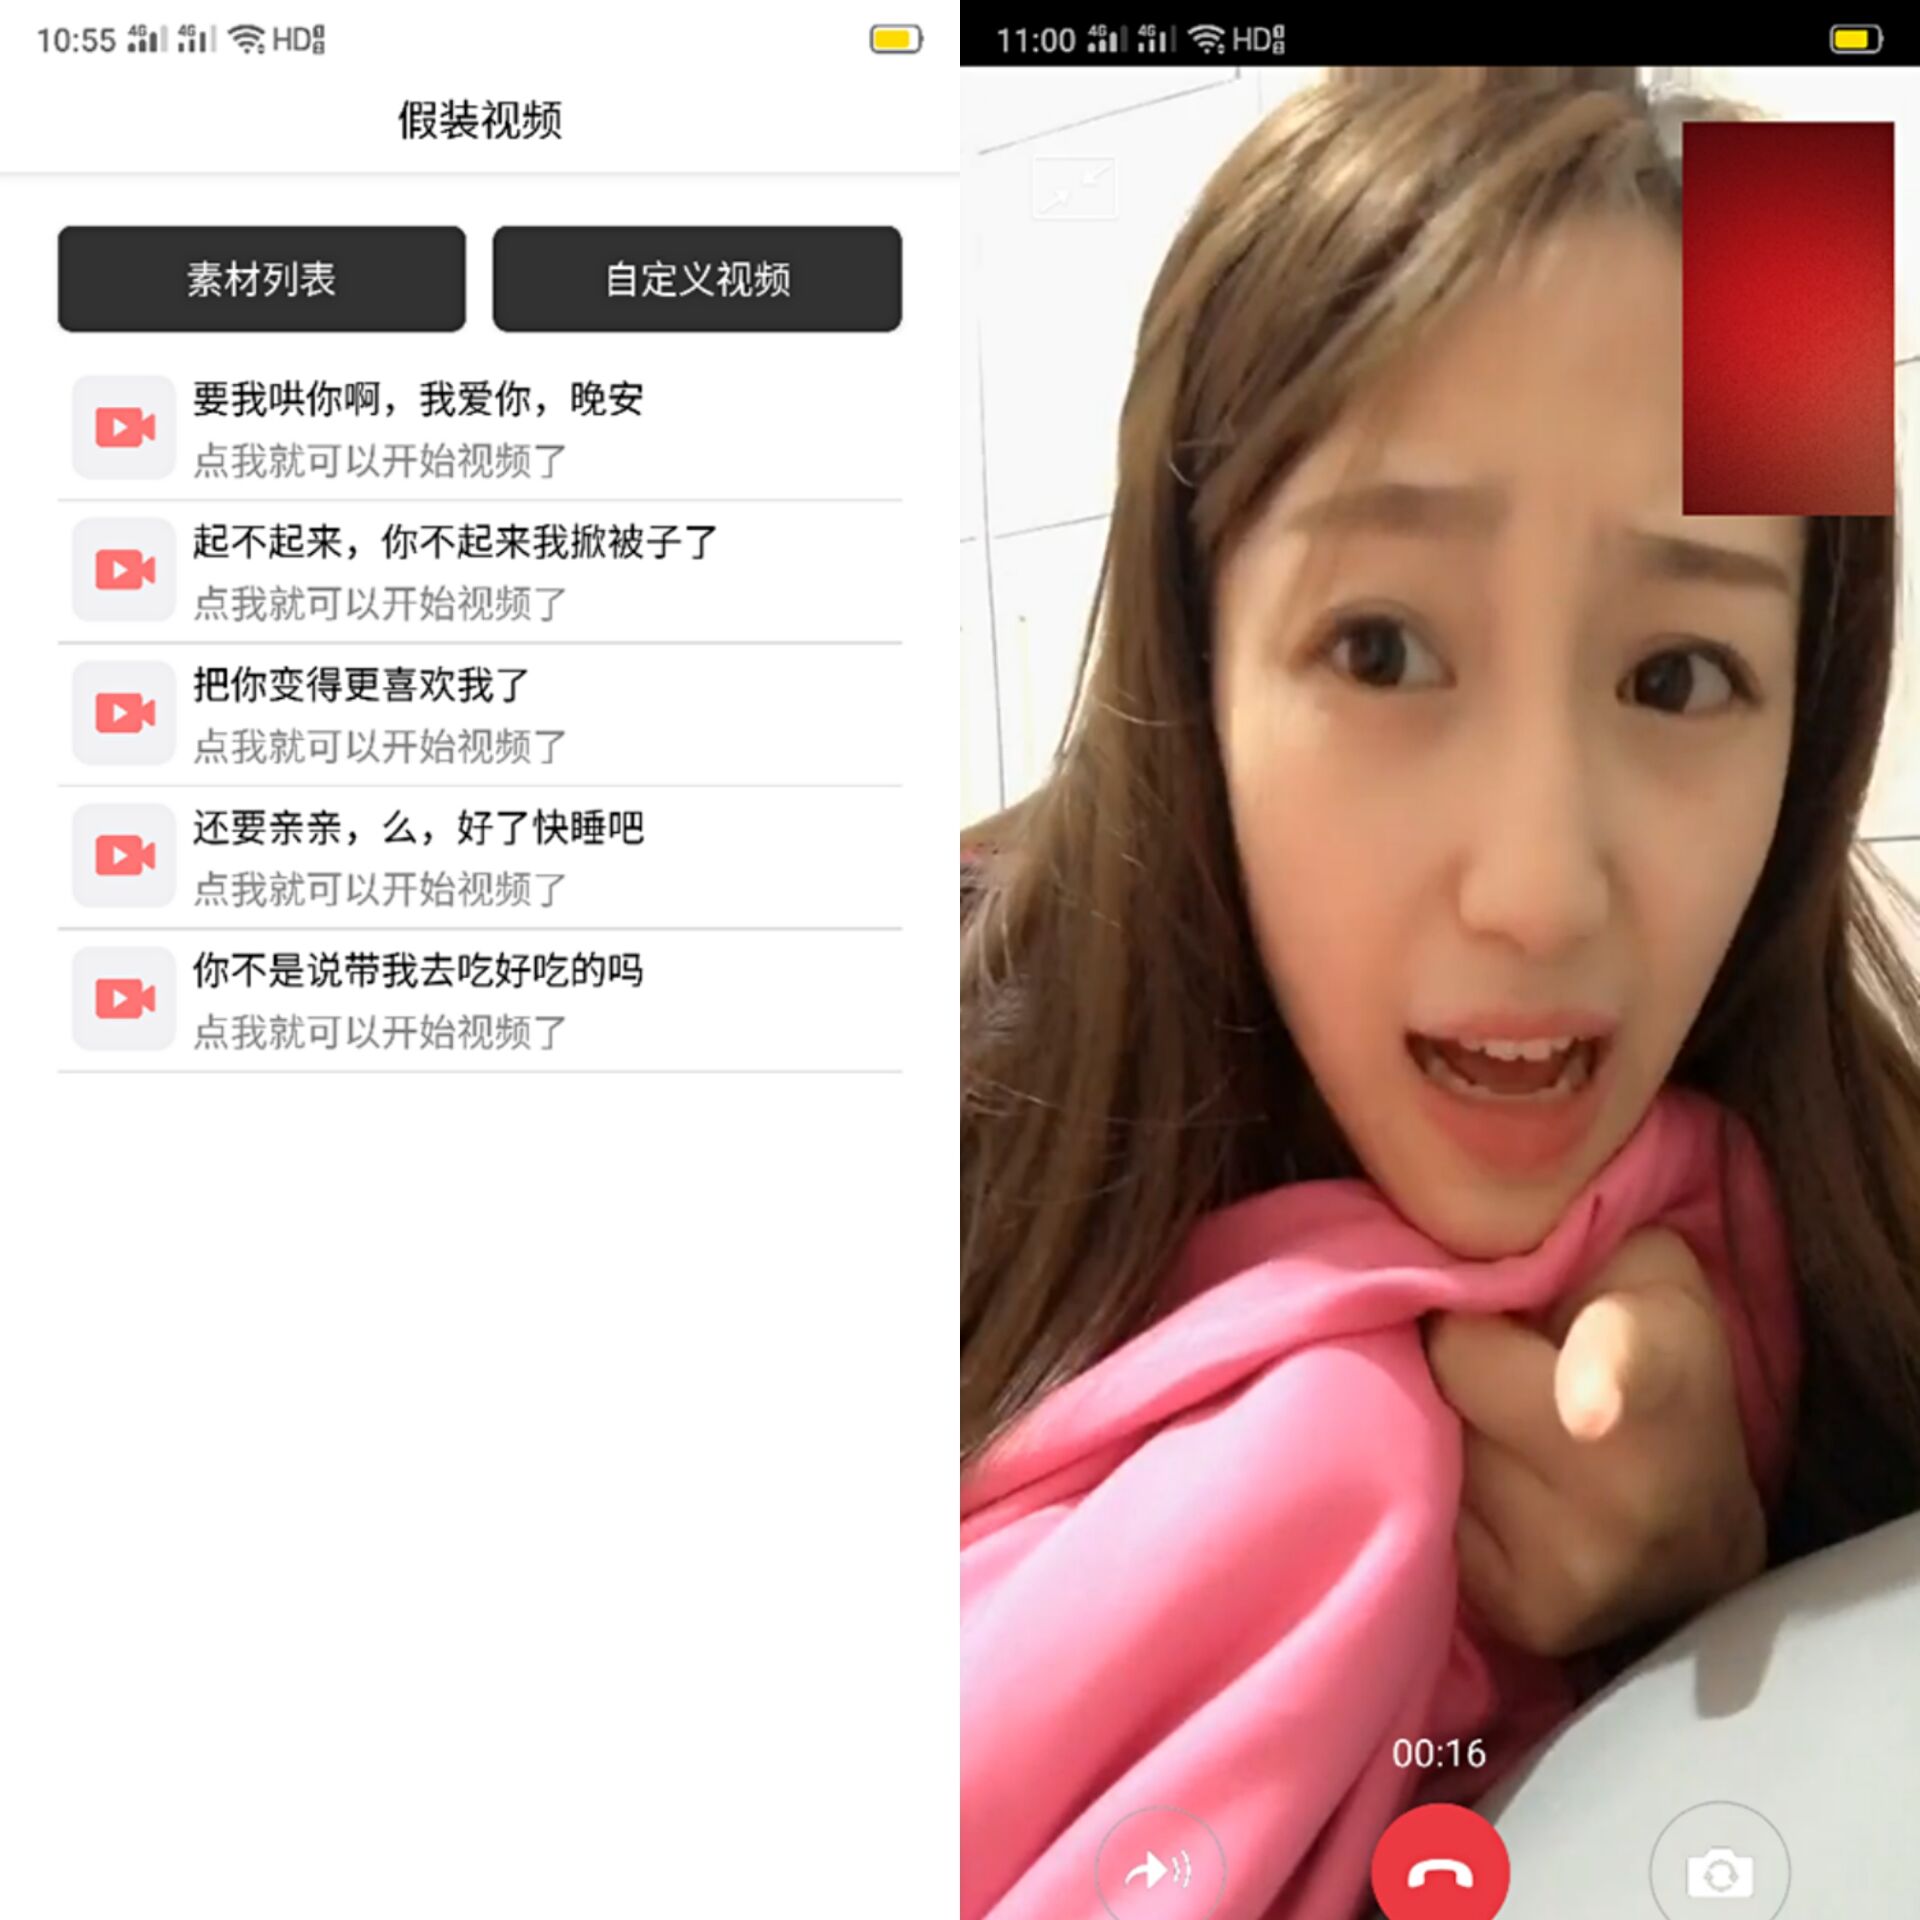 10:55 4G 4G HD
假装视频
素材列表 自定义视频
要我哄你啊，我爱你，晚安
点我就可以开始视频了
起不起来，你不起来我掀被子了
点我就可以开始视频了
把你变得更喜欢我了
点我就可以开始视频了
还要亲亲，么，好了快睡吧
点我就可以开始视频了
你不是说带我去吃好吃的吗
点我就可以开始视频了
11:00 4G 4G HD
00:16